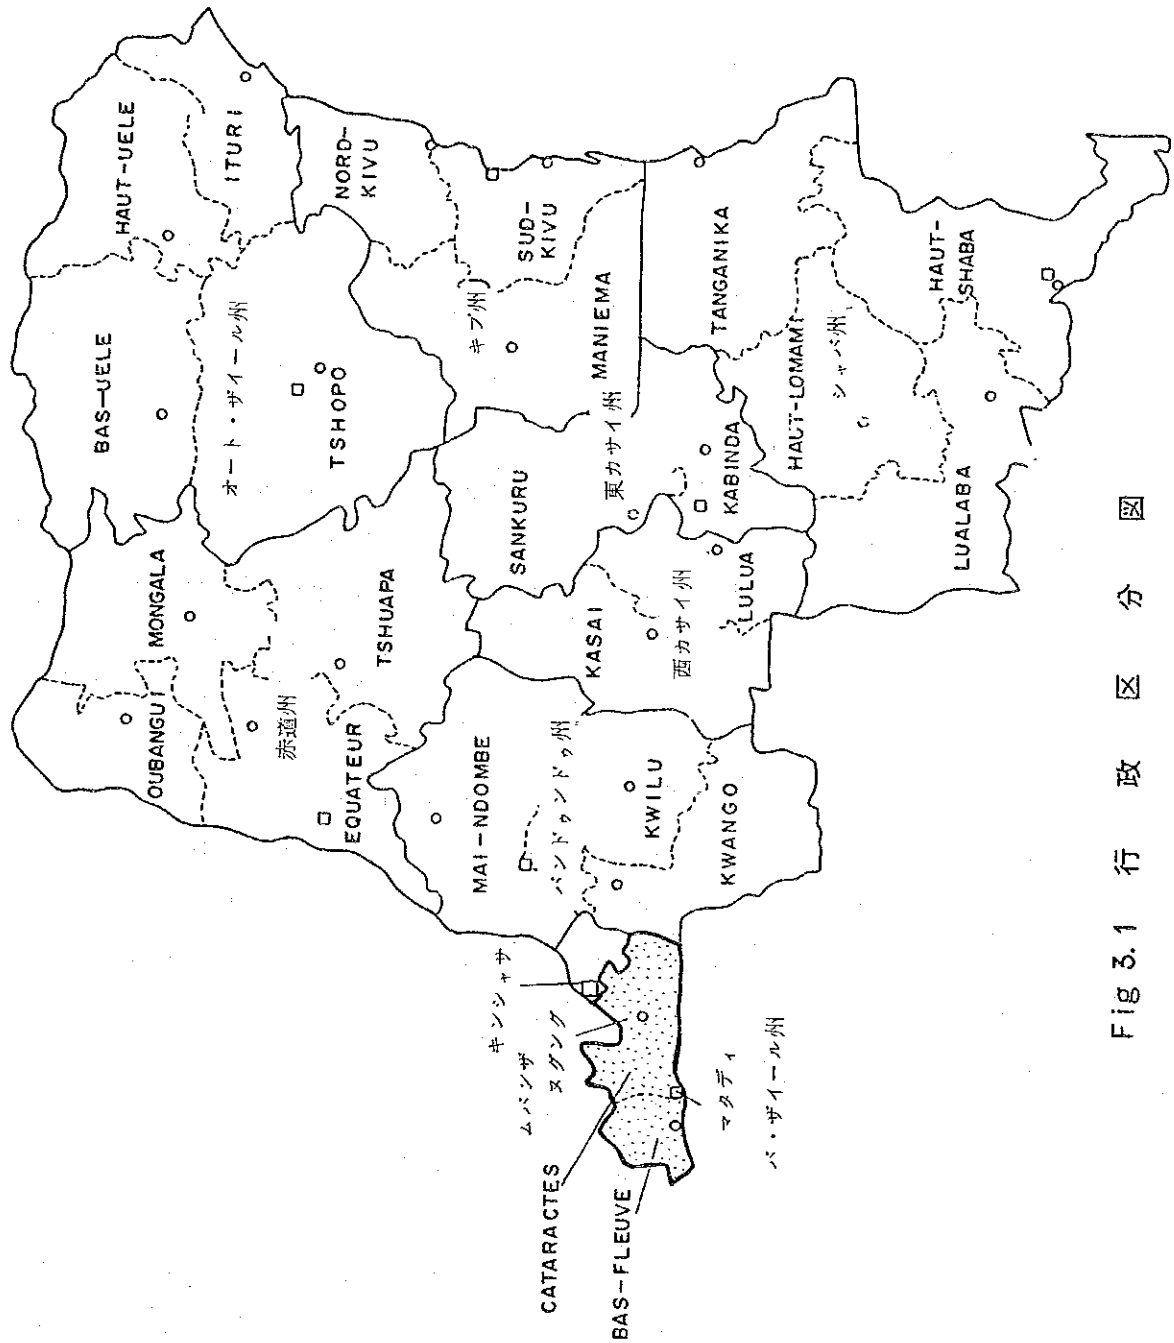 HAUT-UELE
ITURI
NORD-
KIVU
BAS-UELE
オート・ザイール州
TSHOPO
キブ州
SUD-
KIVU
MANIEMA
MONGALA
OUBANGUI
赤道州
TSHUAPA
EQUATEUR
SANKURU
東カサイ州
KABINDA
TANGANIKA
HAUT-LOMAMI
シャバ州
HAUT-
SHABA
LUALABA
KASAI
西カサイ州
LULUA
MAI-NDOMBE
バンドゥンドゥ州
KWILU
KWANGO
キンシャサ
ムバンザ
ヌグング
CATARACTES
BAS-FLEUVE
マタディ
バ・ザイール州
Fig 3.1 行政区分図